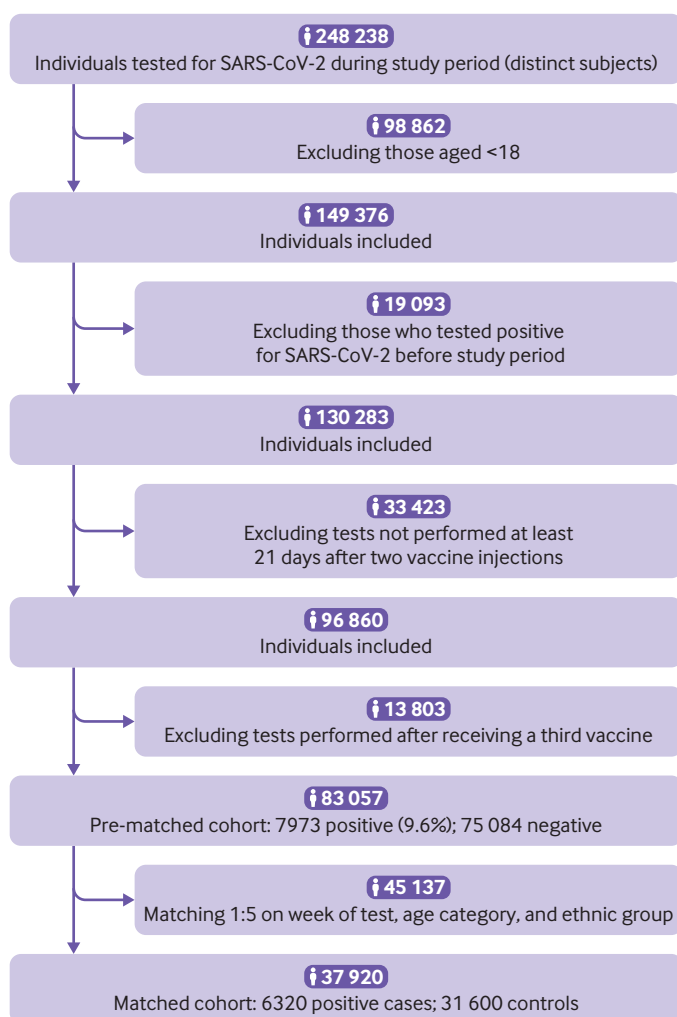 248 238
Individuals tested for SARS-CoV-2 during study period (distinct subjects)
98 862
Excluding those aged <18
149 376
Individuals included
19 093
Excluding those who tested positive
for SARS-CoV-2 before study period
130 283
Individuals included
33 423
Excluding tests not performed at least
21 days after two vaccine injections
96 860
Individuals included
13 803
Excluding tests performed after receiving a third vaccine
83 057
Pre-matched cohort: 7973 positive (9.6%); 75 084 negative
45 137
Matching 1:5 on week of test, age category, and ethnic group
37 920
Matched cohort: 6320 positive cases; 31 600 controls